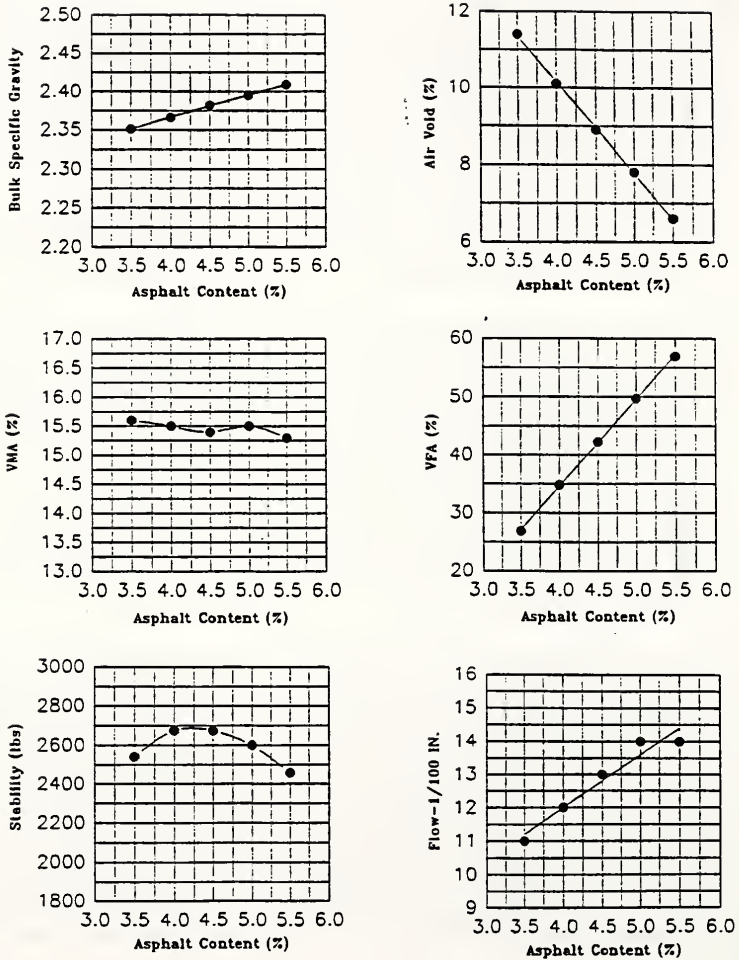 Bulk Specific Gravity
2.50
2.40
2.35
2.30
2.25
2.20
3.0 3.5 4.0 4.5 5.0 5.5 6.0
Asphalt Content (%)
Air Void (%)
12
10
8
6
3.0 3.5 4.0 4.5 5.0 5.5 6.0
Asphalt Content (%)
VMA (%)
17.0
16.5
16.0
15.5
15.0
14.5
14.0
13.5
13.0
3.0 3.5 4.0 4.5 5.0 5.5 6.0
Asphalt Content (%)
VFA (%)
60
50
40
30
20
3.0 3.5 4.0 4.5 5.0 5.5 6.0
Asphalt Content (%)
Stability (lbs)
3000
2800
2600
2400
2200
2000
1800
3.0 3.5 4.0 4.5 5.0 5.5 6.0
Asphalt Content (%)
Flow-1/100 IN.
16
15
14
13
12
11
10
9
3.0 3.5 4.0 4.5 5.0 5.5 6.0
Asphalt Content (%)